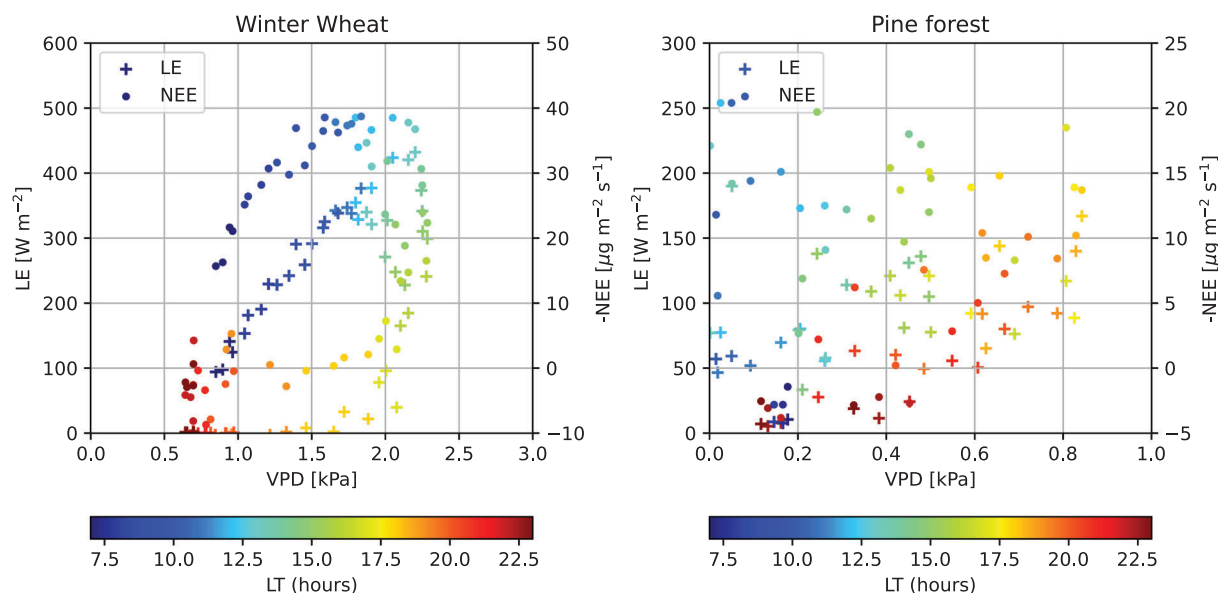 Winter Wheat
600
500
400
300
200
100
0
LE [W m⁻²]
LE
NEE
50
40
30
20
10
0
−10
-NEE [μg m⁻² s⁻¹]
0.0 0.5 1.0 1.5 2.0 2.5 3.0
VPD [kPa]
7.5 10.0 12.5 15.0 17.5 20.0 22.5
LT (hours)
Pine forest
300
250
200
150
100
50
0
LE [W m⁻²]
LE
NEE
25
20
15
10
5
0
−5
-NEE [μg m⁻² s⁻¹]
0.0 0.2 0.4 0.6 0.8 1.0
VPD [kPa]
7.5 10.0 12.5 15.0 17.5 20.0 22.5
LT (hours)